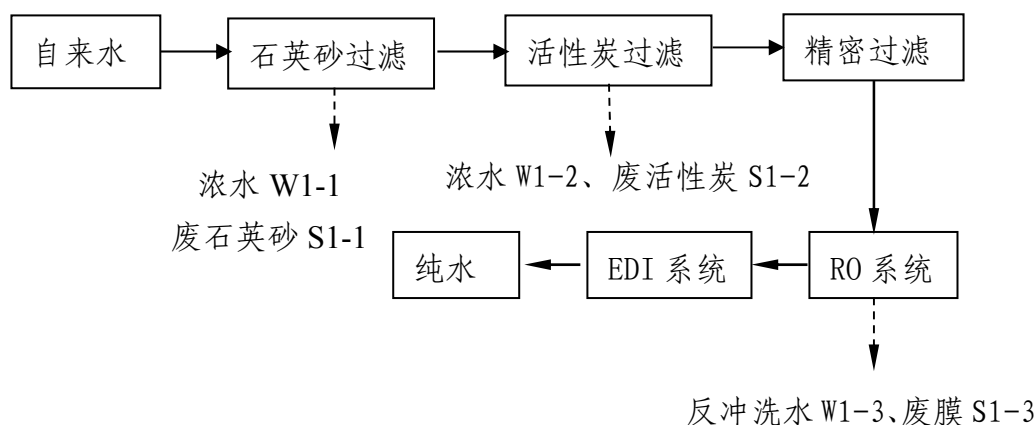 自来水
石英砂过滤
活性炭过滤
精密过滤
浓水 W1-1
废石英砂 S1-1
浓水 W1-2、废活性炭 S1-2
纯水
EDI 系统
RO 系统
反冲洗水 W1-3、废膜 S1-3